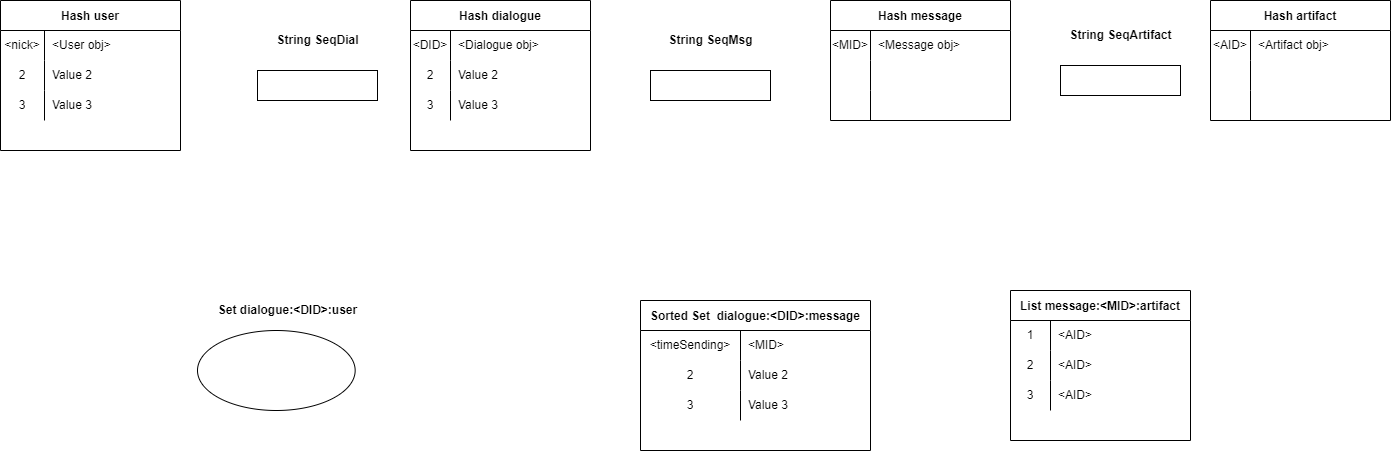 Hash user
<nick> <User obj>
2 Value 2
3 Value 3
String SeqDial
Hash dialogue
<DID> <Dialogue obj>
2 Value 2
3 Value 3
String SeqMsg
Hash message
<MID> <Message obj>
String SeqArtifact
Hash artifact
<AID> <Artifact obj>
Set dialogue:<DID>:user
Sorted Set dialogue:<DID>:message
<timeSending> <MID>
2 Value 2
3 Value 3
List message:<MID>:artifact
1 <AID>
2 <AID>
3 <AID>